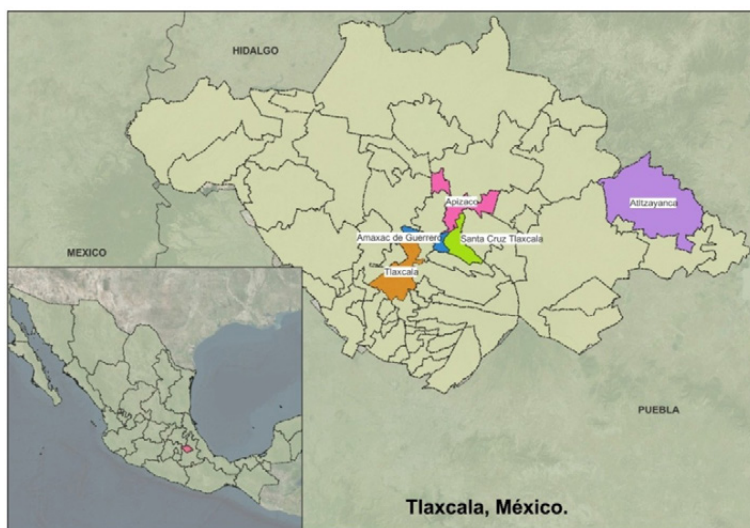 HIDALGO
Apizaco
Atltzayanca
Amaxac de Guerrero
Santa Cruz Tlaxcala
MEXICO
Tlaxcala
PUEBLA
Tlaxcala, México.